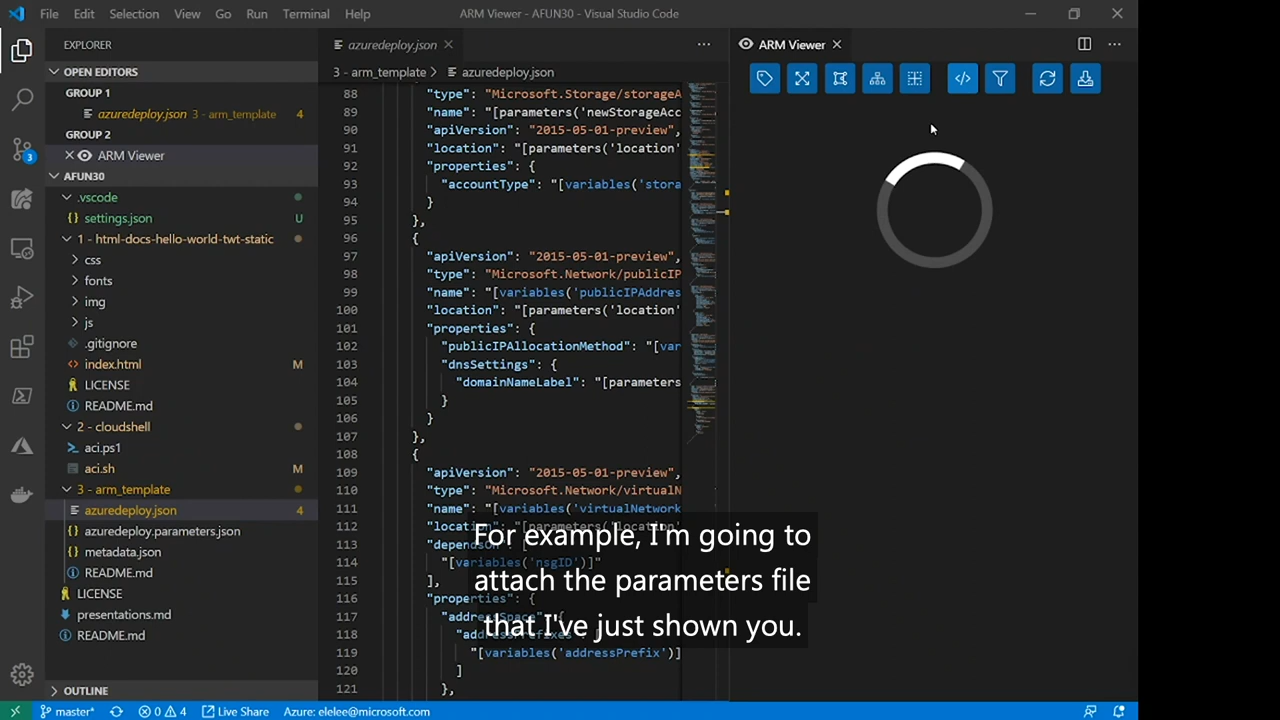 File Edit Selection View Go Run Terminal Help
ARM Viewer - AFUN30 - Visual Studio Code
EXPLORER
OPEN EDITORS
GROUP 1
azuredeploy.json 3 - arm_template 4
GROUP 2
ARM Viewer
AFUN30
.vscode
settings.json U
1 - html-docs-hello-world-twt-static
css
fonts
img
js
.gitignore
index.html M
LICENSE
README.md
2 - cloudshell
aci.ps1
aci.sh M
3 - arm_template
azuredeploy.json 4
azuredeploy.parameters.json
metadata.json
README.md
LICENSE
presentations.md
README.md
OUTLINE
3
azuredeploy.json
3 - arm_template > azuredeploy.json
88 "type": "Microsoft.Storage/storageA
89 "name": "[parameters('newStorageAcc
90 "apiVersion": "2015-05-01-preview",
91 "location": "[parameters('location'
92 "properties": {
93 "accountType": "[variables('stora
94 }
95 },
96 {
97 "apiVersion": "2015-05-01-preview",
98 "type": "Microsoft.Network/publicIP
99 "name": "[variables('publicIPAddres
100 "location": "[parameters('location'
101 "properties": {
102 "publicIPAllocationMethod": "[var
103 "dnsSettings": {
104 "domainNameLabel": "[parameters
105 }
106 }
107 },
108 {
109 "apiVersion": "2015-05-01-preview",
110 "type": "Microsoft.Network/virtualN
111 "name": "[variables('virtualNetwork
112 "location": "[parameters('location'
113 "dependsOn": [
114 "[variables('nsgID')]"
115 ],
116 "properties": {
117 "addressSpace": {
118 "addressPrefixes": [
119 "[variables('addressPrefix')]
120 ]
121 },
ARM Viewer
For example, I'm going to
attach the parameters file
that I've just shown you.
master* 0 4 Live Share Azure: elelee@microsoft.com